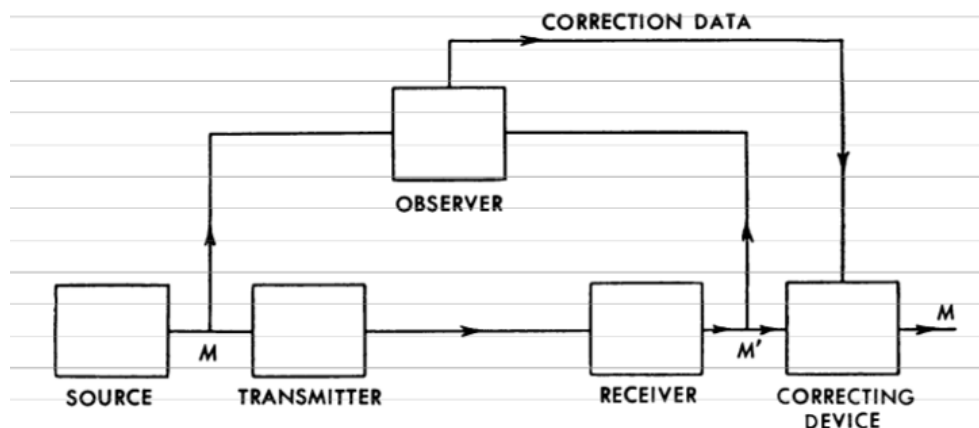 CORRECTION DATA
OBSERVER
M
M'
M
SOURCE
TRANSMITTER
RECEIVER
CORRECTING
DEVICE